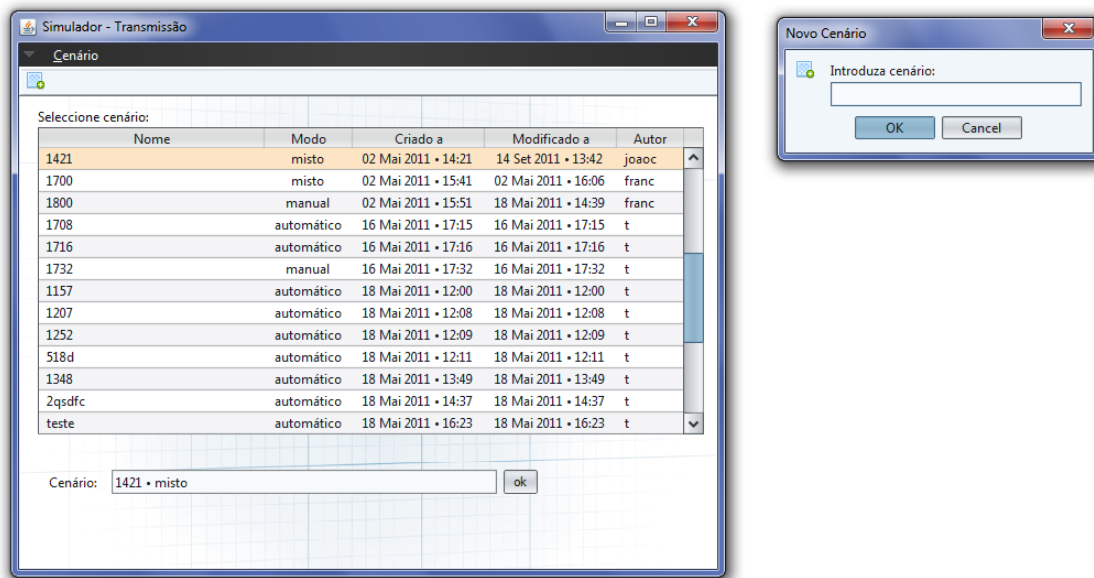 Simulador - Transmissão
Cenário
Seleccione cenário:
Nome Modo Criado a Modificado a Autor
1421 misto 02 Mai 2011 • 14:21 14 Set 2011 • 13:42 joaoc
1700 misto 02 Mai 2011 • 15:41 02 Mai 2011 • 16:06 franc
1800 manual 02 Mai 2011 • 15:51 18 Mai 2011 • 14:39 franc
1708 automático 16 Mai 2011 • 17:15 16 Mai 2011 • 17:15 t
1716 automático 16 Mai 2011 • 17:16 16 Mai 2011 • 17:16 t
1732 manual 16 Mai 2011 • 17:32 16 Mai 2011 • 17:32 t
1157 automático 18 Mai 2011 • 12:00 18 Mai 2011 • 12:00 t
1207 automático 18 Mai 2011 • 12:08 18 Mai 2011 • 12:08 t
1252 automático 18 Mai 2011 • 12:09 18 Mai 2011 • 12:09 t
518d automático 18 Mai 2011 • 12:11 18 Mai 2011 • 12:11 t
1348 automático 18 Mai 2011 • 13:49 18 Mai 2011 • 13:49 t
2qsdfc automático 18 Mai 2011 • 14:37 18 Mai 2011 • 14:37 t
teste automático 18 Mai 2011 • 16:23 18 Mai 2011 • 16:23 t
Cenário: 1421 • misto ok
Novo Cenário
Introduza cenário:
OK Cancel